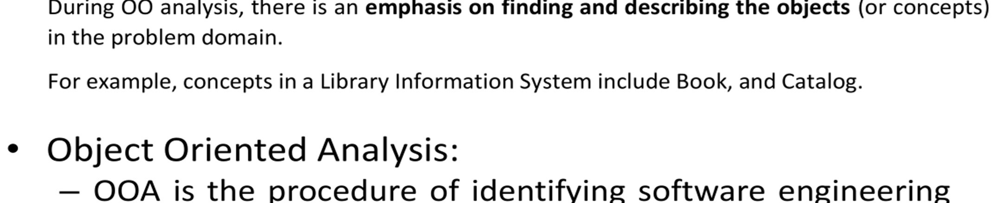 During OO analysis, there is an emphasis on finding and describing the objects (or concepts)
in the problem domain.
For example, concepts in a Library Information System include Book, and Catalog.
• Object Oriented Analysis:
– OOA is the procedure of identifying software engineering